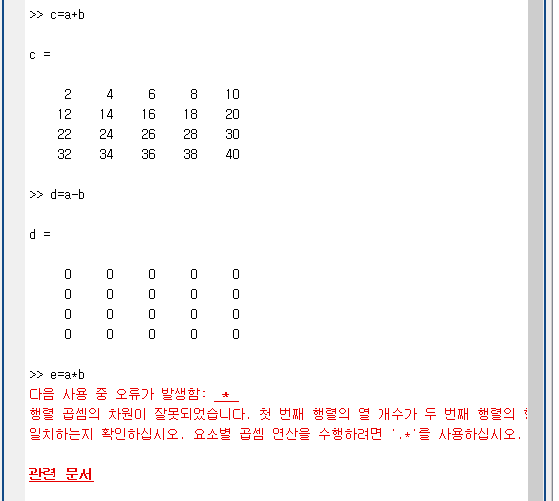 >> c=a+b
c =
2 4 6 8 10
12 14 16 18 20
22 24 26 28 30
32 34 36 38 40
>> d=a-b
d =
0 0 0 0 0
0 0 0 0 0
0 0 0 0 0
0 0 0 0 0
>> e=a*b
다음 사용 중 오류가 발생함: *
행렬 곱셈의 차원이 잘못되었습니다. 첫 번째 행렬의 열 개수가 두 번째 행렬의
일치하는지 확인하십시오. 요소별 곱셈 연산을 수행하려면 '.*'를 사용하십시오.
관련 문서